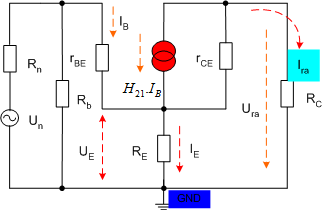 I_B
R_n
r_BE
r_CE
I_ra
R_b
H_21.I_B
U_ra
R_C
U_n
U_E
R_E
I_E
GND